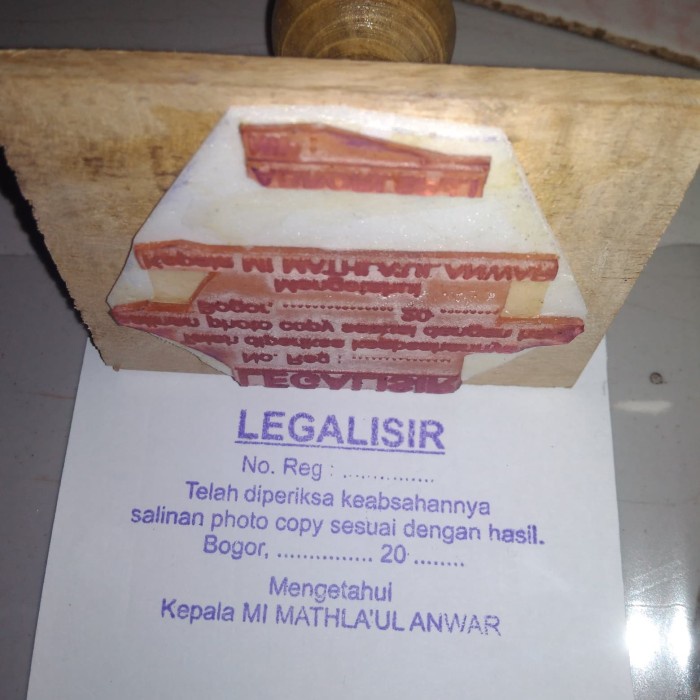 LEGALISIR
No. Reg : ...............
Telah diperiksa keabsahannya
salinan photo copy sesuai dengan hasil.
Bogor, ............... 20 ........
Mengetahui
Kepala MI MATHLA'UL ANWAR